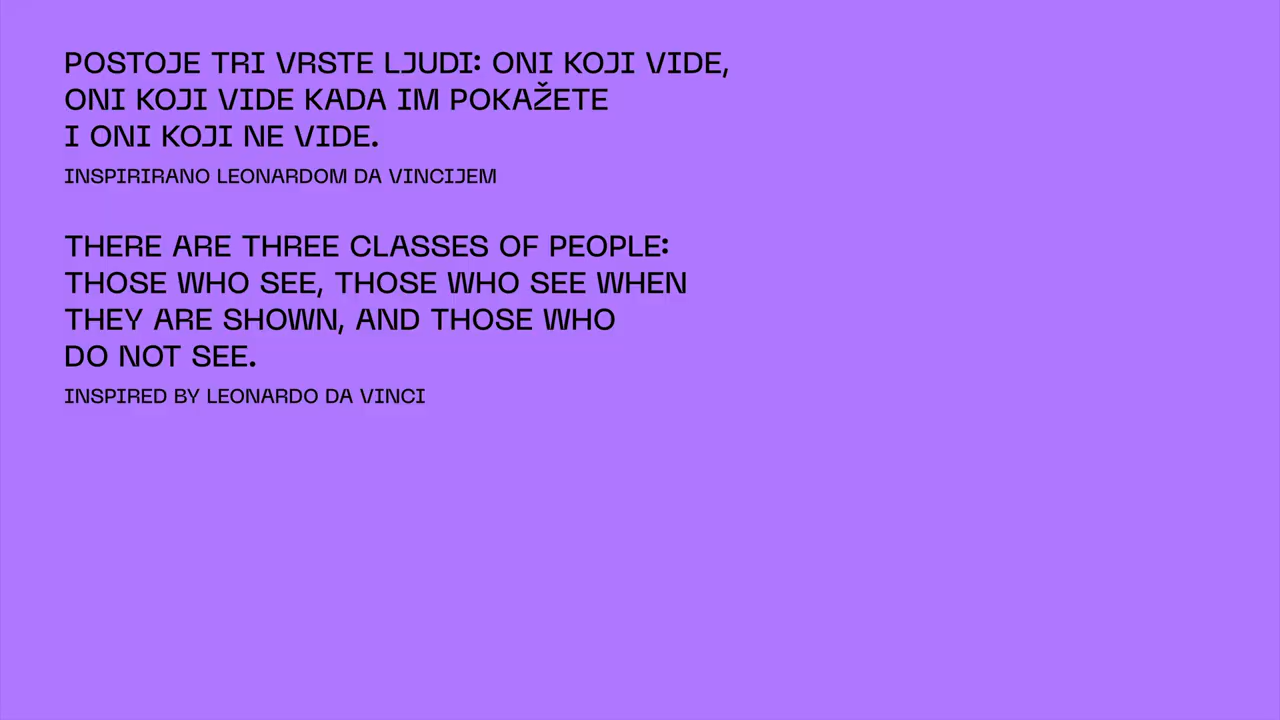 POSTOJE TRI VRSTE LJUDI: ONI KOJI VIDE,
ONI KOJI VIDE KADA IM POKAŽETE
I ONI KOJI NE VIDE.
INSPIRIRANO LEONARDOM DA VINCIJEM
THERE ARE THREE CLASSES OF PEOPLE:
THOSE WHO SEE, THOSE WHO SEE WHEN
THEY ARE SHOWN, AND THOSE WHO
DO NOT SEE.
INSPIRED BY LEONARDO DA VINCI